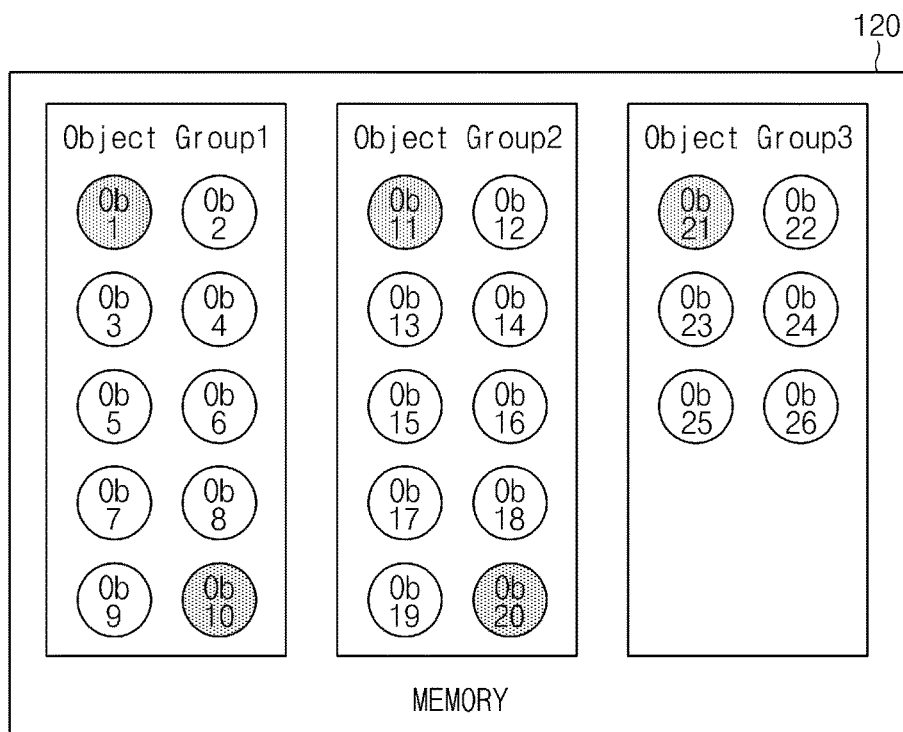 120
Object Group1
Object Group2
Object Group3
Ob
1
Ob
2
Ob
3
Ob
4
Ob
5
Ob
6
Ob
7
Ob
8
Ob
9
Ob
10
Ob
11
Ob
12
Ob
13
Ob
14
Ob
15
Ob
16
Ob
17
Ob
18
Ob
19
Ob
20
Ob
21
Ob
22
Ob
23
Ob
24
Ob
25
Ob
26
MEMORY